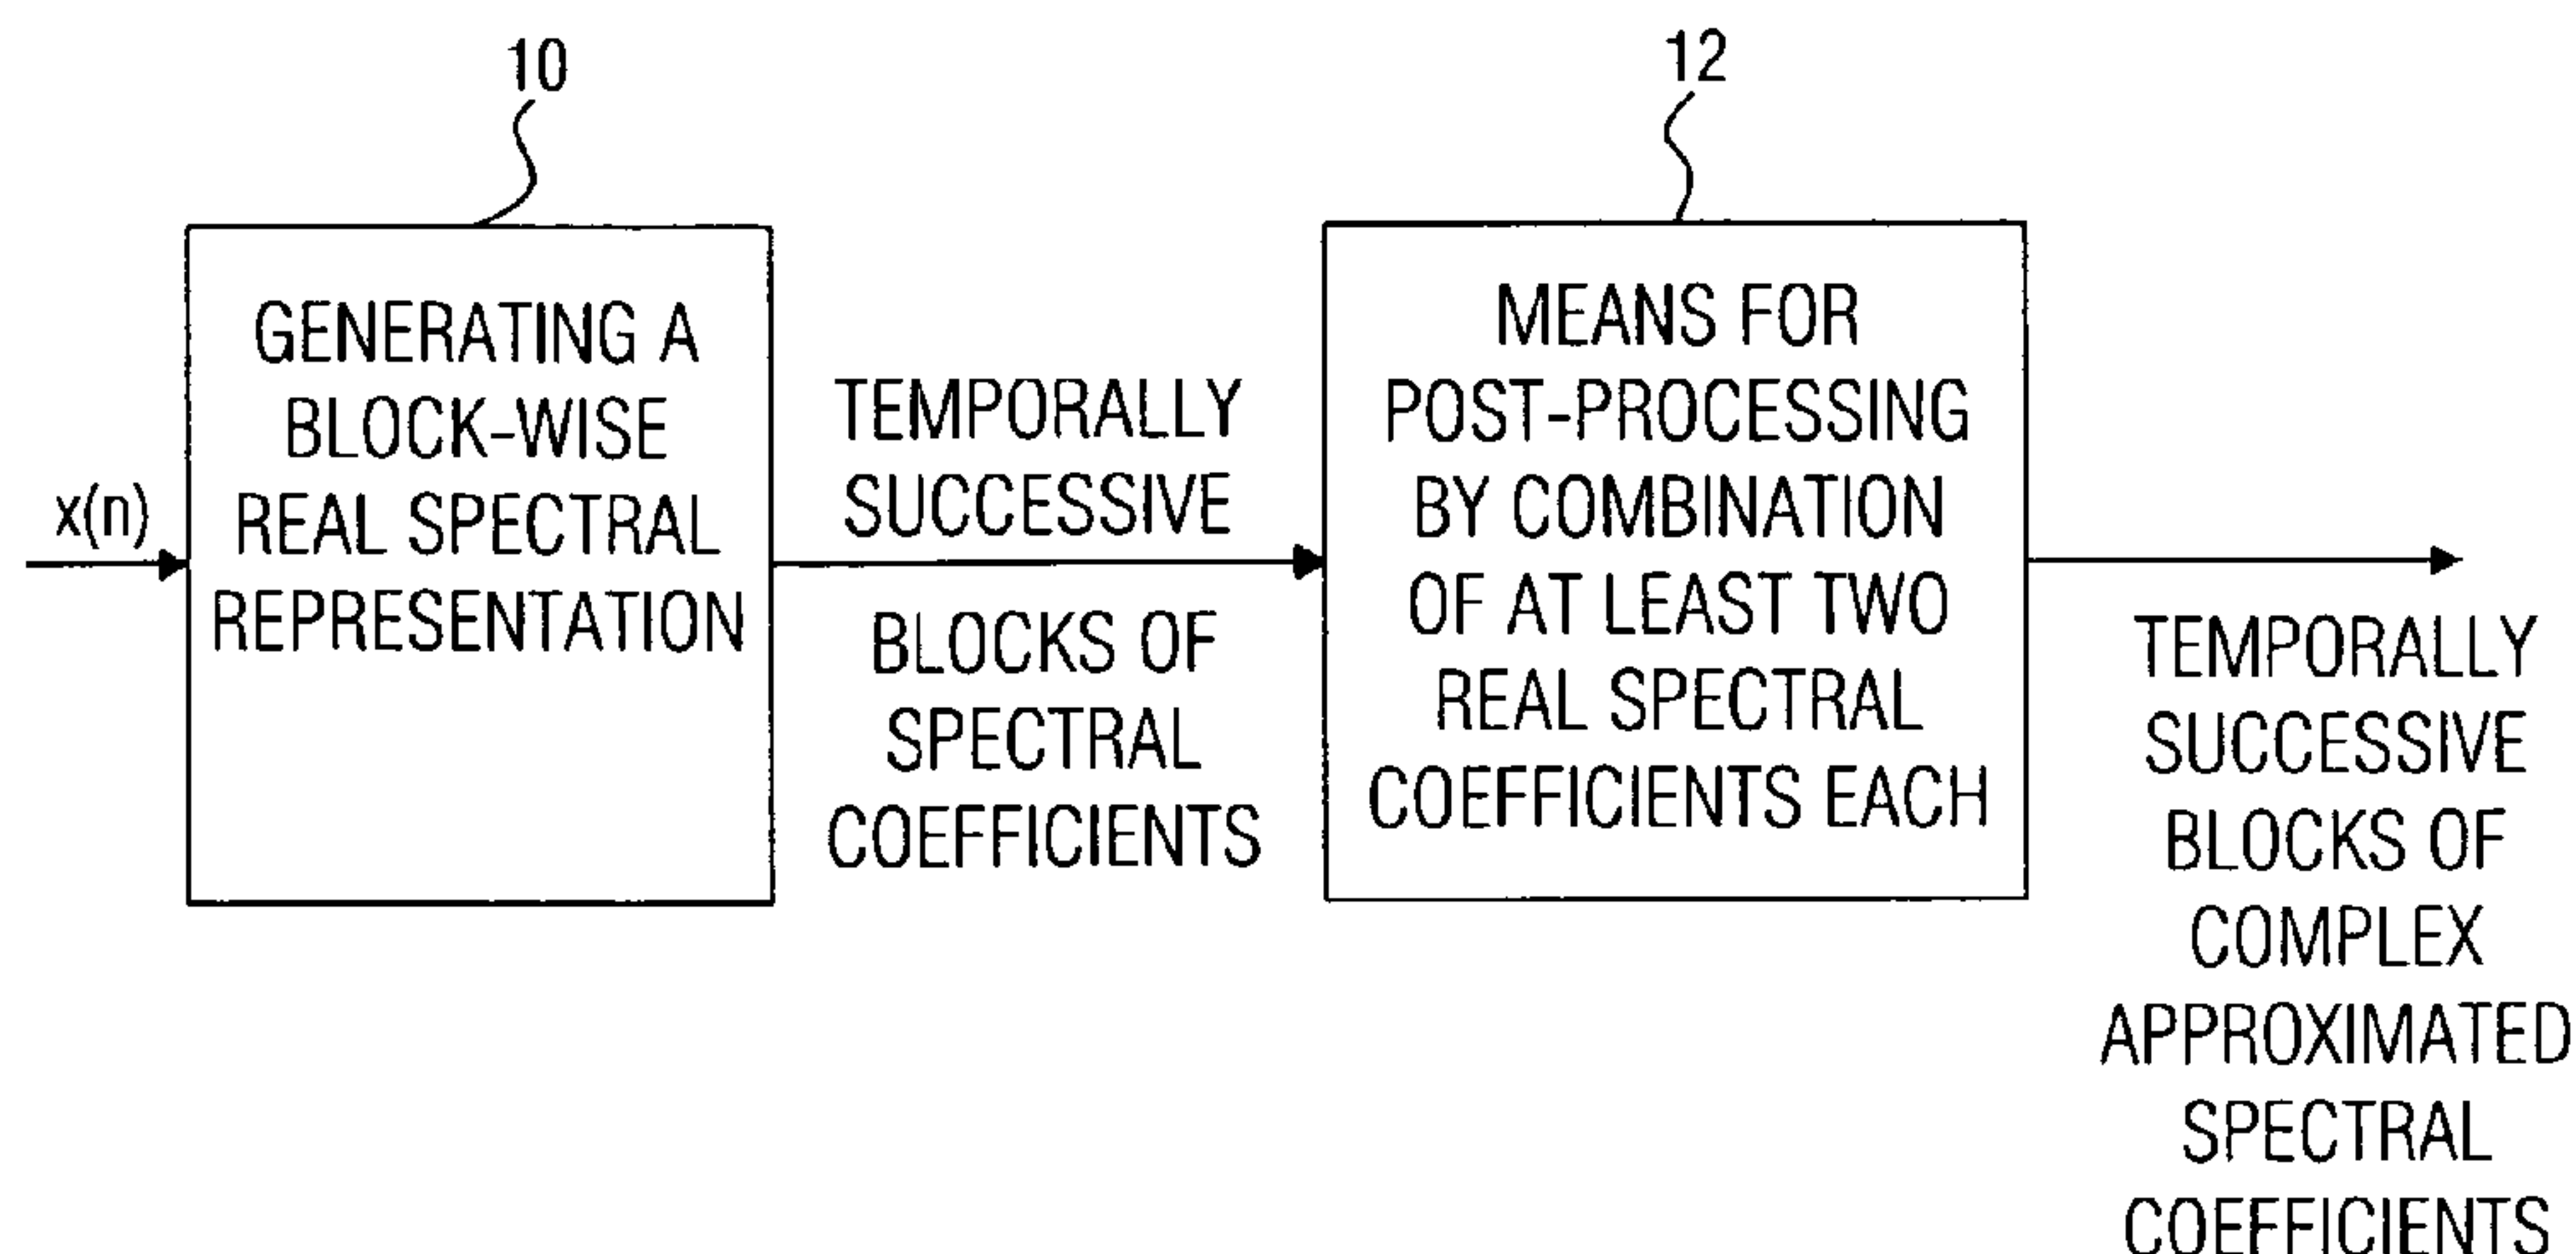 10
12
x(n)
GENERATING A
BLOCK-WISE
REAL SPECTRAL
REPRESENTATION
TEMPORALLY
SUCCESSIVE
BLOCKS OF
SPECTRAL
COEFFICIENTS
MEANS FOR
POST-PROCESSING
BY COMBINATION
OF AT LEAST TWO
REAL SPECTRAL
COEFFICIENTS EACH
TEMPORALLY
SUCCESSIVE
BLOCKS OF
COMPLEX
APPROXIMATED
SPECTRAL
COEFFICIENTS